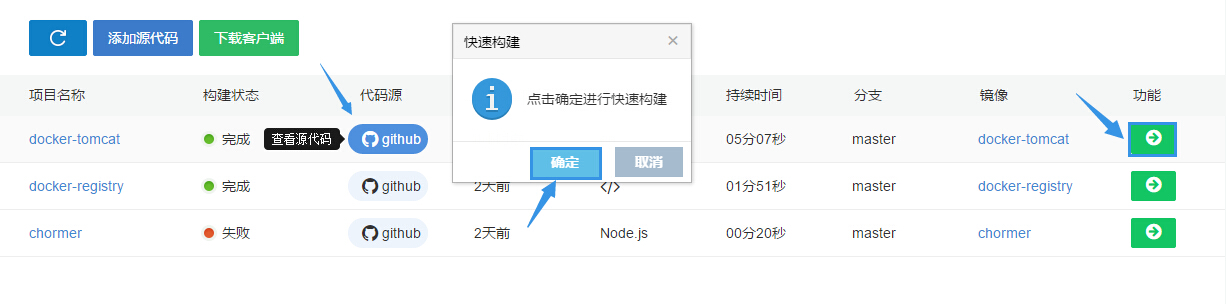 添加源代码 下载客户端
快速构建 ×
点击确定进行快速构建
确定 取消
项目名称 构建状态 代码源 持续时间 分支 镜像 功能
docker-tomcat 完成 查看源代码 github 05分07秒 master docker-tomcat
docker-registry 完成 github 2天前 </> 01分51秒 master docker-registry
chormer 失败 github 2天前 Node.js 00分20秒 master chormer